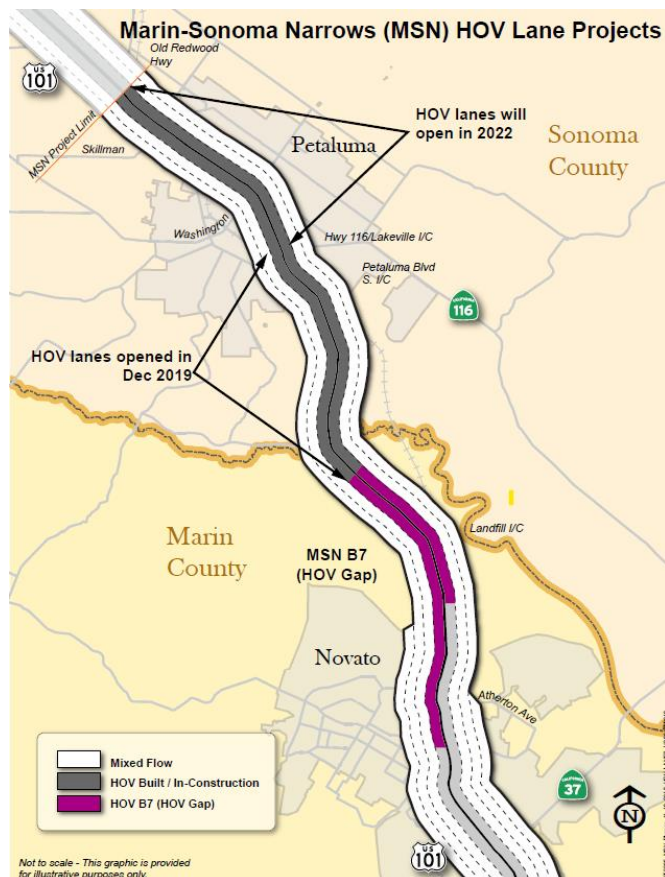 Marin-Sonoma Narrows (MSN) HOV Lane Projects
Old Redwood
Hwy
US
101
HOV lanes will
open in 2022
Sonoma
County
MSN Project Limit
Petaluma
Skillman
Washington
Hwy 116/Lakeville I/C
Petaluma Blvd
S. I/C
CALIFORNIA
116
HOV lanes opened in
Dec 2019
Landfill I/C
Marin
County
MSN B7
(HOV Gap)
Novato
Atherton Ave
Mixed Flow
HOV Built / In-Construction
HOV B7 (HOV Gap)
CALIFORNIA
37
N
US
101
Not to scale - This graphic is provided
for illustrative purposes only.